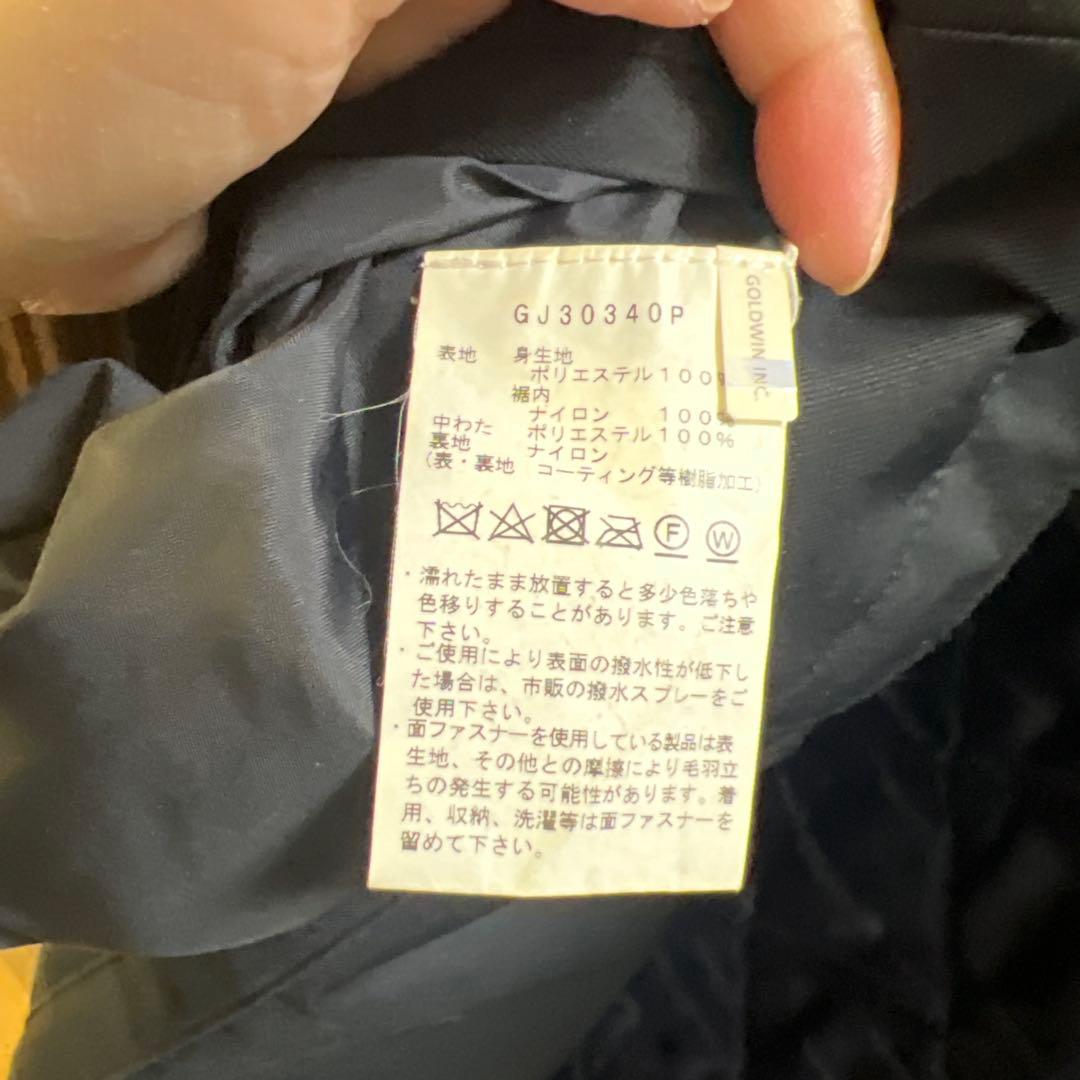 GJ30340P
GOLDWIN INC.
表地 身生地
ポリエステル100%
裾内
ナイロン 100%
中わた ポリエステル100%
裏地 ナイロン
(表・裏地 コーティング等樹脂加工)
F W
・濡れたまま放置すると多少色落ちや
色移りすることがあります。ご注意
下さい。
・ご使用により表面の撥水性が低下し
た場合は、市販の撥水スプレーをご
使用下さい。
・面ファスナーを使用している製品は表
生地、その他との摩擦により毛羽立
ちの発生する可能性があります。着
用、収納、洗濯等は面ファスナーを
留めて下さい。